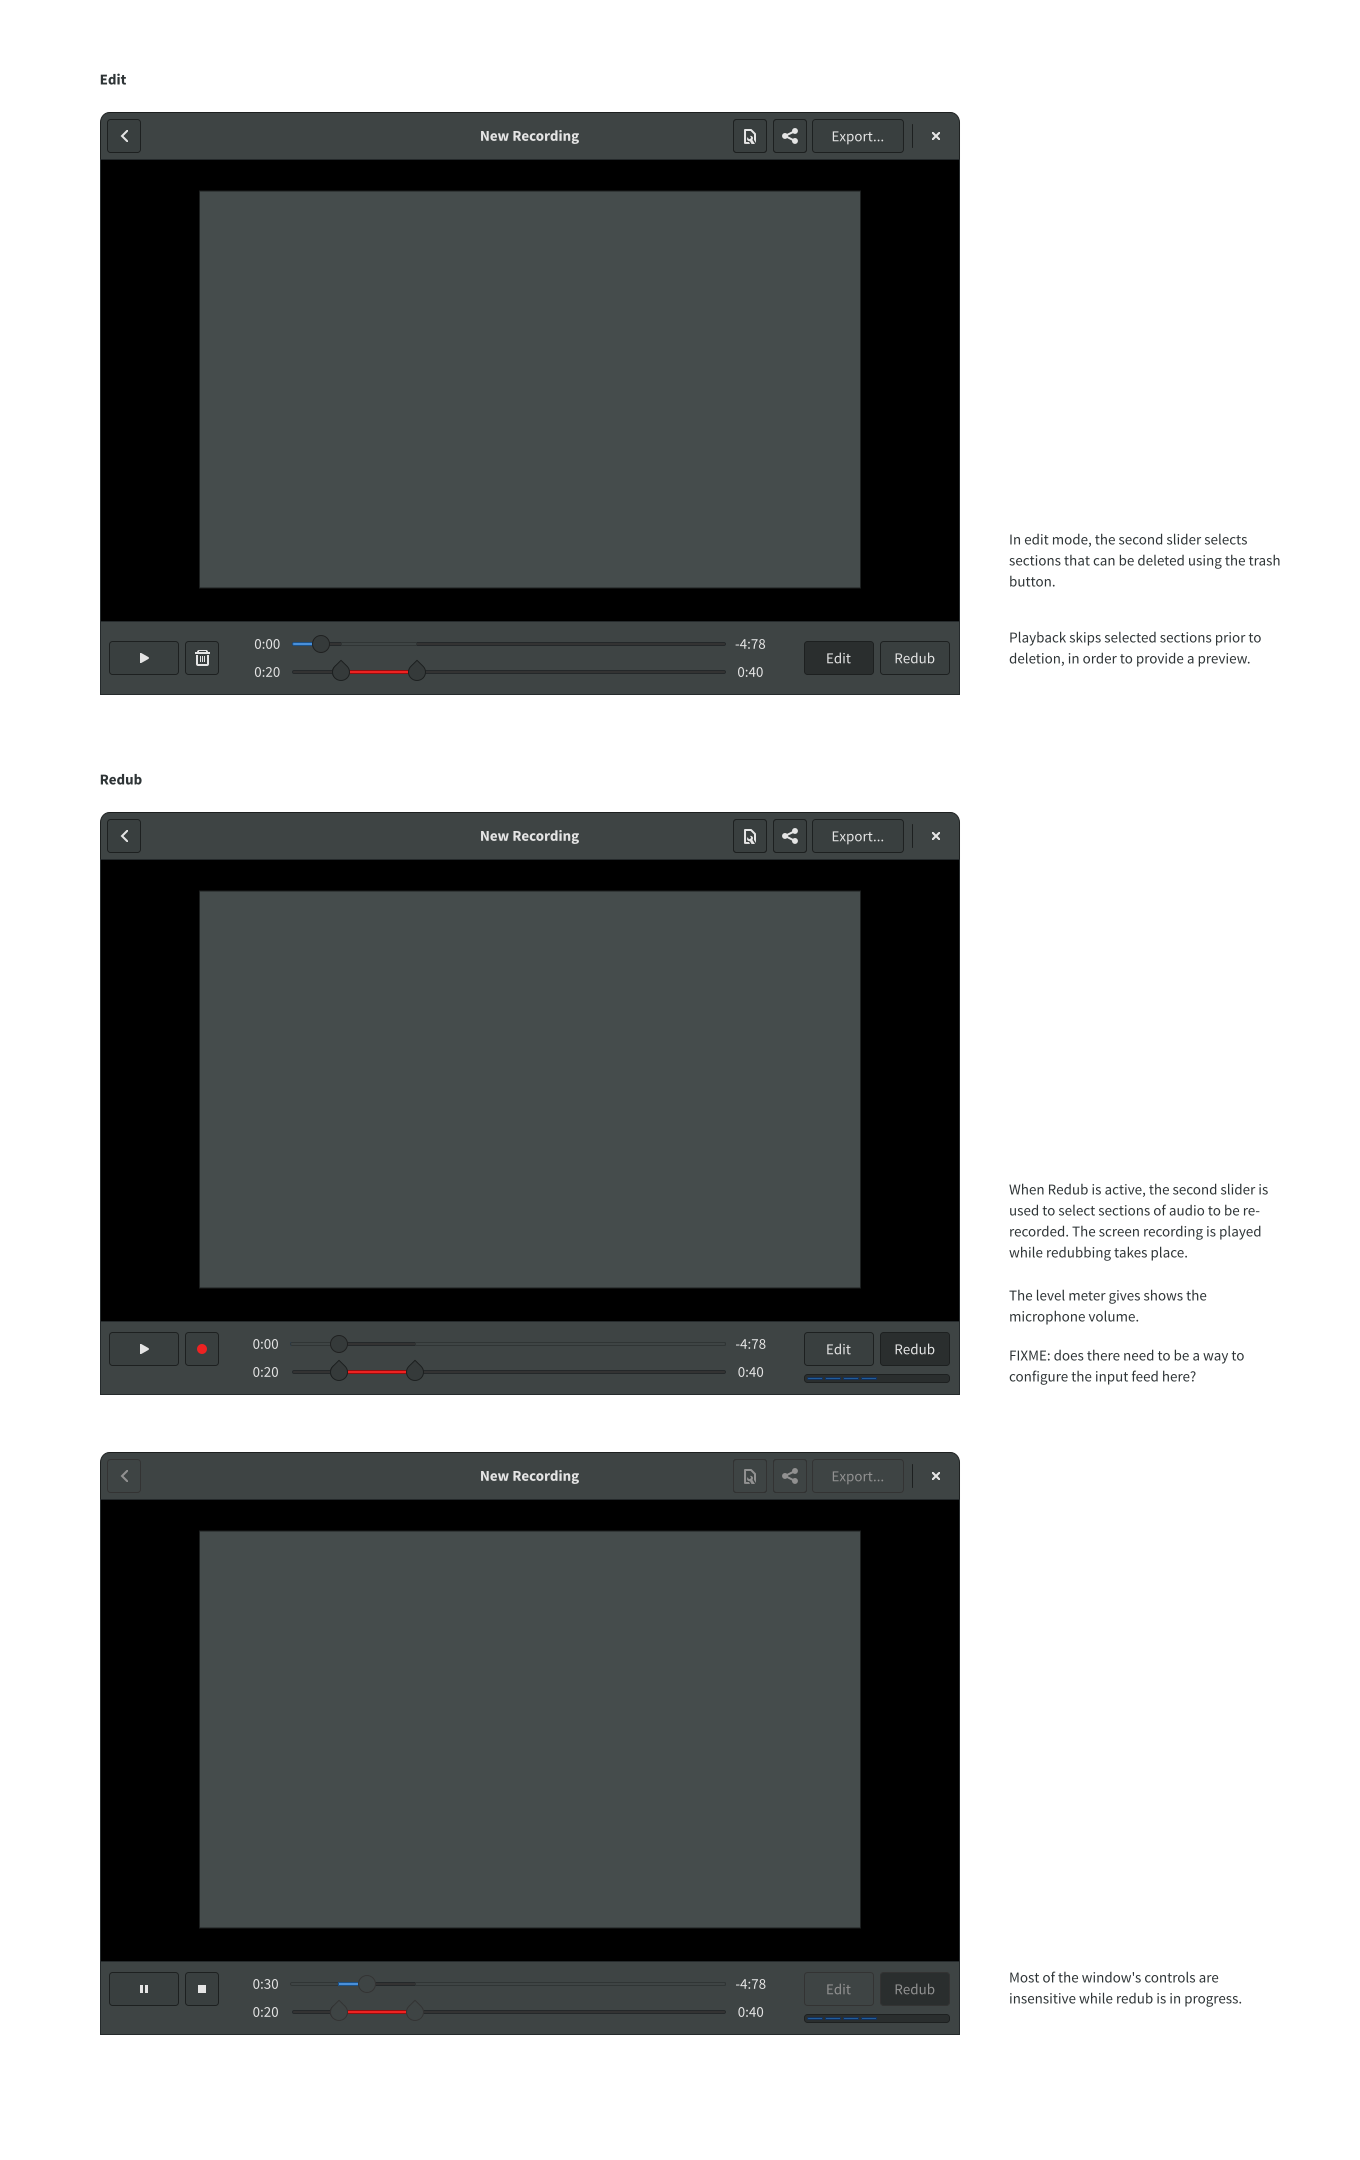 Edit
New Recording
Export...
In edit mode, the second slider selects
sections that can be deleted using the trash
button.
Playback skips selected sections prior to
deletion, in order to provide a preview.
0:00
-4:78
0:20
0:40
Edit
Redub
Redub
New Recording
Export...
When Redub is active, the second slider is
used to select sections of audio to be re-
recorded. The screen recording is played
while redubbing takes place.
The level meter gives shows the
microphone volume.
FIXME: does there need to be a way to
configure the input feed here?
0:00
-4:78
0:20
0:40
Edit
Redub
New Recording
Export...
Most of the window's controls are
insensitive while redub is in progress.
0:30
-4:78
0:20
0:40
Edit
Redub